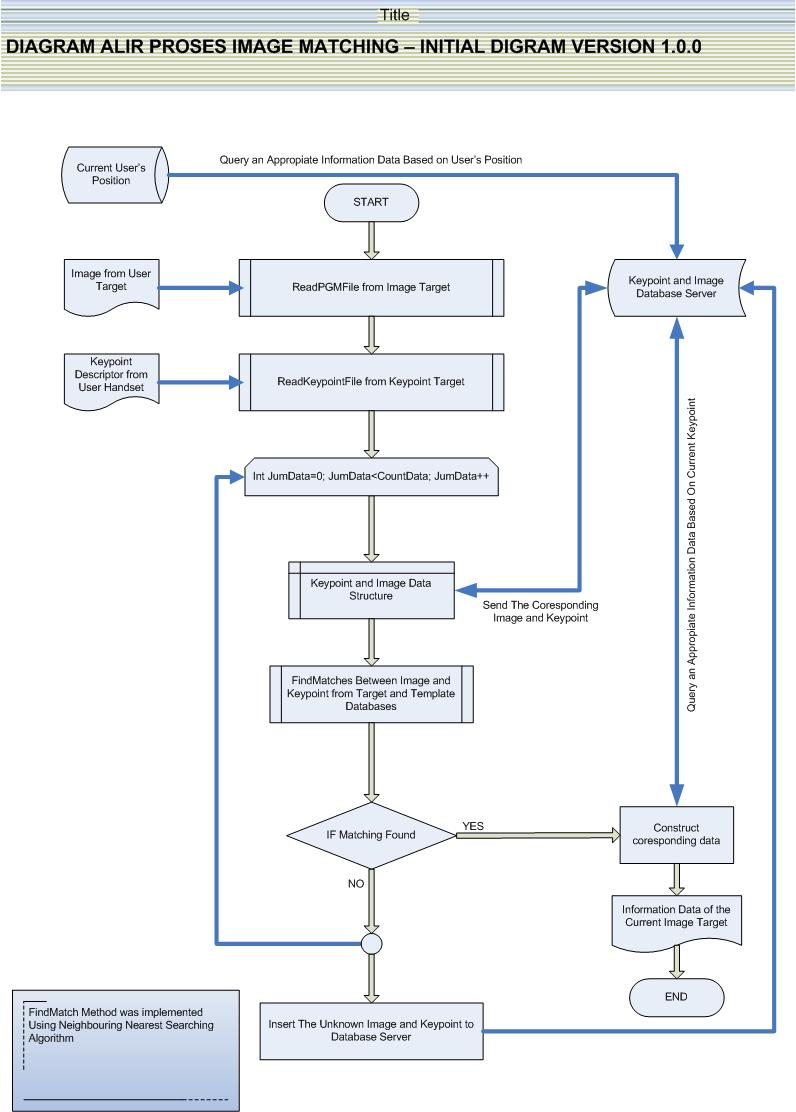 Title
DIAGRAM ALIR PROSES IMAGE MATCHING – INITIAL DIGRAM VERSION 1.0.0
Current User's
Position
Query an Appropiate Information Data Based on User's Position
START
Image from User
Target
ReadPGMFile from Image Target
Keypoint and Image
Database Server
Keypoint
Descriptor from
User Handset
ReadKeypointFile from Keypoint Target
Int JumData=0; JumData<CountData; JumData++
Query an Appropiate Information Data Based On Current Keypoint
Keypoint and Image Data
Structure
Send The Coresponding
Image and Keypoint
FindMatches Between Image and
Keypoint from Target and Template
Databases
IF Matching Found
YES
Construct
coresponding data
NO
Information Data of the
Current Image Target
END
FindMatch Method was implemented
Using Neighbouring Nearest Searching
Algorithm
Insert The Unknown Image and Keypoint to
Database Server